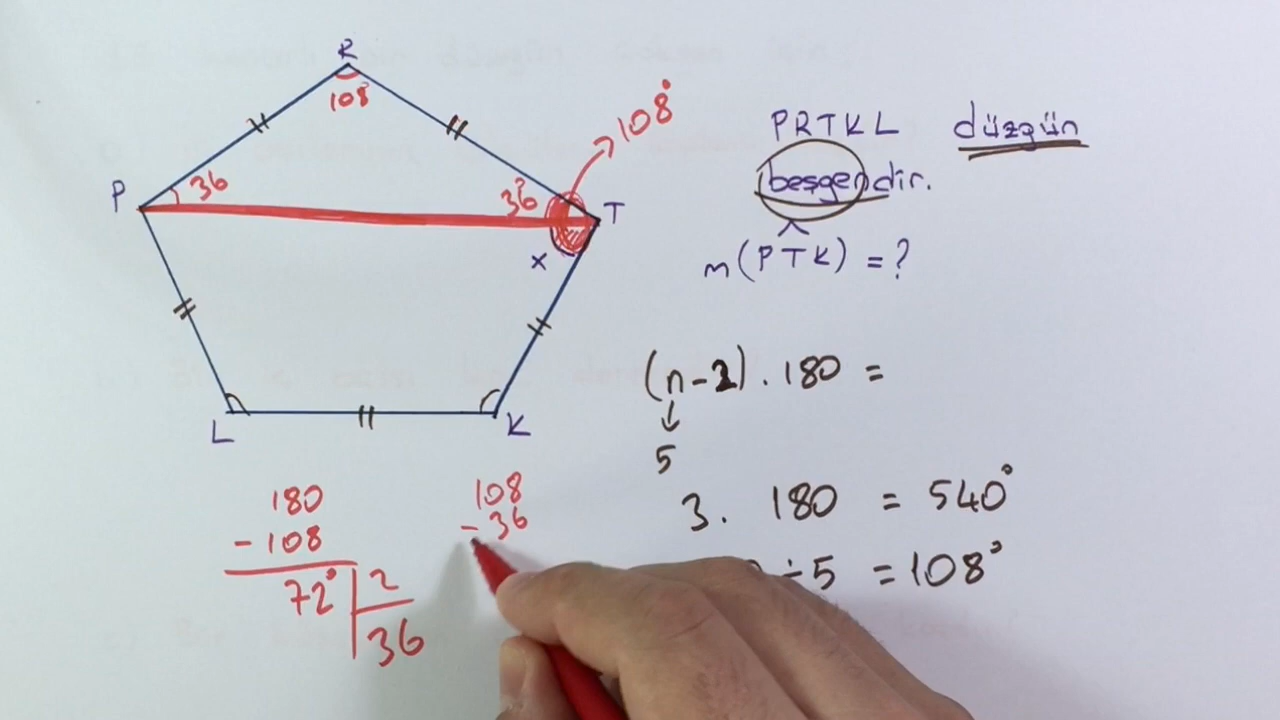 R
108°
108°
P
36
36°
T
x
L
K
PRTKL düzgün
beşgendir.
m(PTK) = ?
(n-2).180 =
5
3. 180 = 540°
÷5 = 108°
180
- 108
72° 2
36
108
- 36